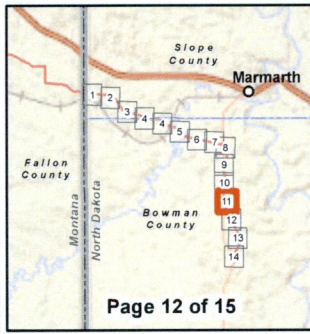 Slope
County
Marmarth
1
2
3
4
4
5
6
7
8
9
10
11
12
13
14
Fallon
County
Montana
North Dakota
Bowman
County
Page 12 of 15